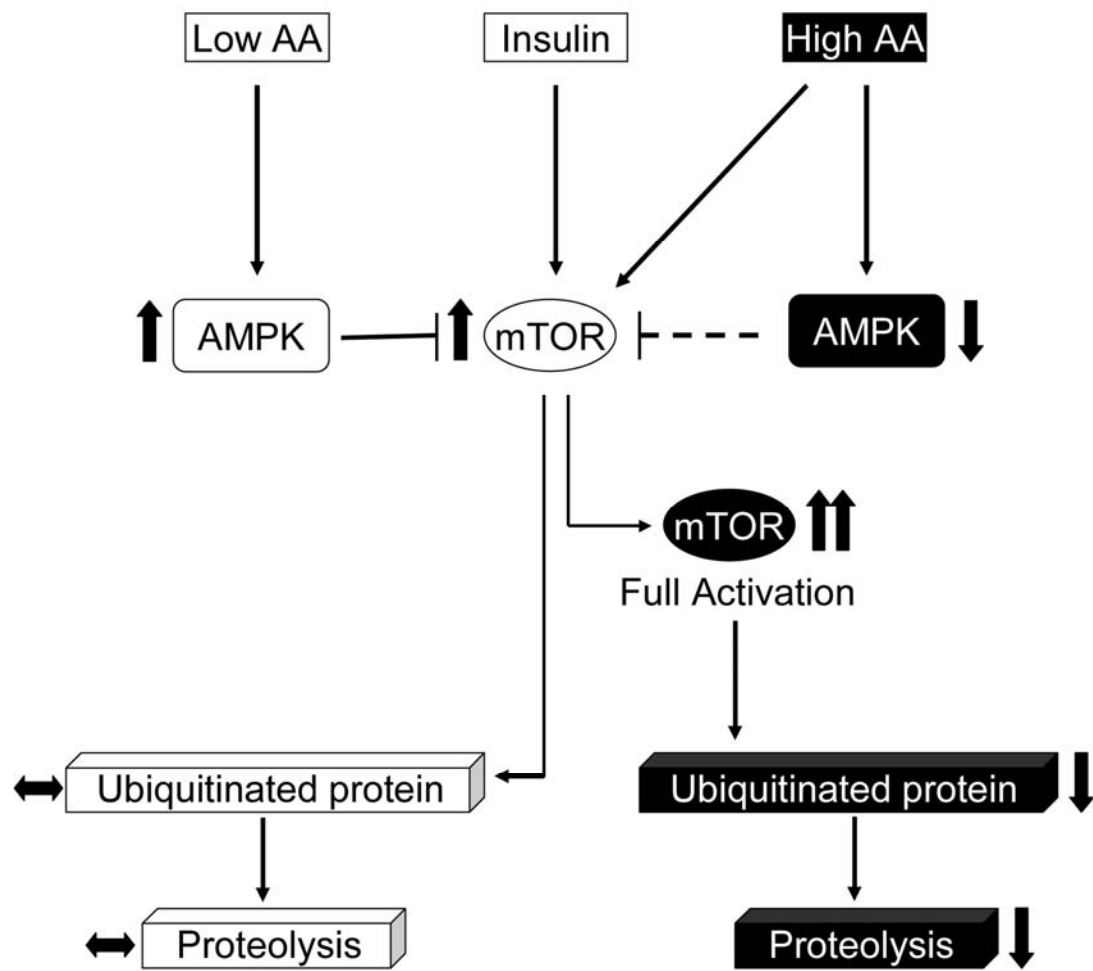 Low AA
Insulin
High AA
AMPK
mTOR
AMPK
mTOR
Full Activation
Ubiquitinated protein
Ubiquitinated protein
Proteolysis
Proteolysis